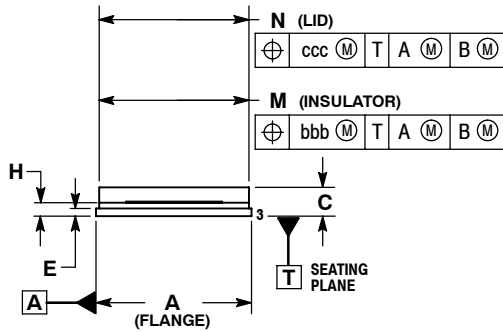 N (LID)
⌖ ccc Ⓜ T A Ⓜ B Ⓜ
M (INSULATOR)
⌖ bbb Ⓜ T A Ⓜ B Ⓜ
H
C
3
E
T SEATING
PLANE
A
A
(FLANGE)